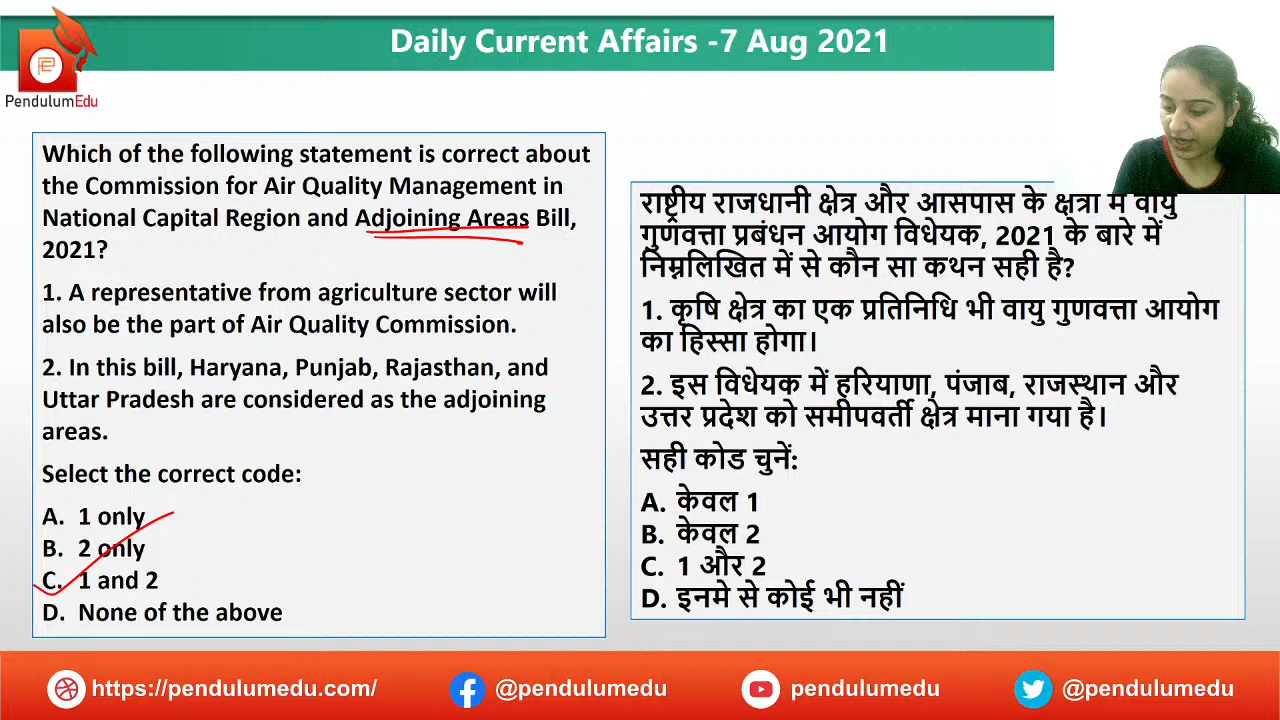 Daily Current Affairs -7 Aug 2021
PE
PendulumEdu
Which of the following statement is correct about
the Commission for Air Quality Management in
National Capital Region and Adjoining Areas Bill,
2021?
1. A representative from agriculture sector will
also be the part of Air Quality Commission.
2. In this bill, Haryana, Punjab, Rajasthan, and
Uttar Pradesh are considered as the adjoining
areas.
Select the correct code:
A. 1 only
B. 2 only
C. 1 and 2
D. None of the above
राष्ट्रीय राजधानी क्षेत्र और आसपास के क्षेत्रों में वायु
गुणवत्ता प्रबंधन आयोग विधेयक, 2021 के बारे में
निम्नलिखित में से कौन सा कथन सही है?
1. कृषि क्षेत्र का एक प्रतिनिधि भी वायु गुणवत्ता आयोग
का हिस्सा होगा।
2. इस विधेयक में हरियाणा, पंजाब, राजस्थान और
उत्तर प्रदेश को समीपवर्ती क्षेत्र माना गया है।
सही कोड चुनें:
A. केवल 1
B. केवल 2
C. 1 और 2
D. इनमे से कोई भी नहीं
https://pendulumedu.com/
@pendulumedu
pendulumedu
@pendulumedu